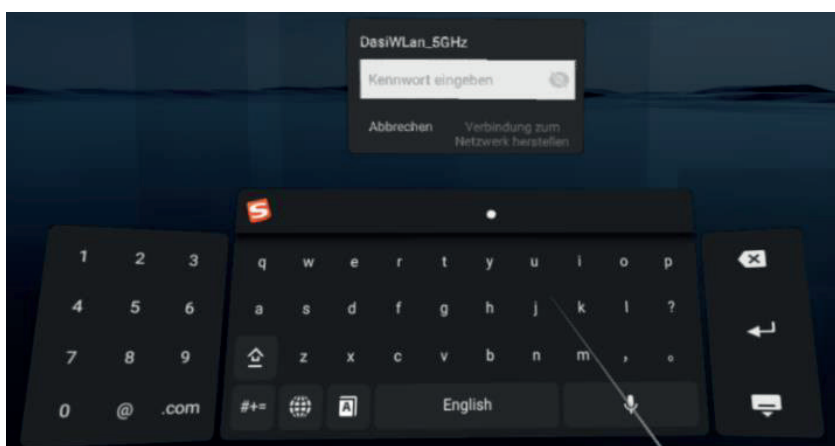 DasiWLan_5GHz
Kennwort eingeben
Abbrechen
Verbindung zum
Netzwerk herstellen
S
1 2 3 q w e r t y u i o p
4 5 6 a s d f g h j k l ?
7 8 9 z x c v b n m , 。
0 @ .com #+= A English